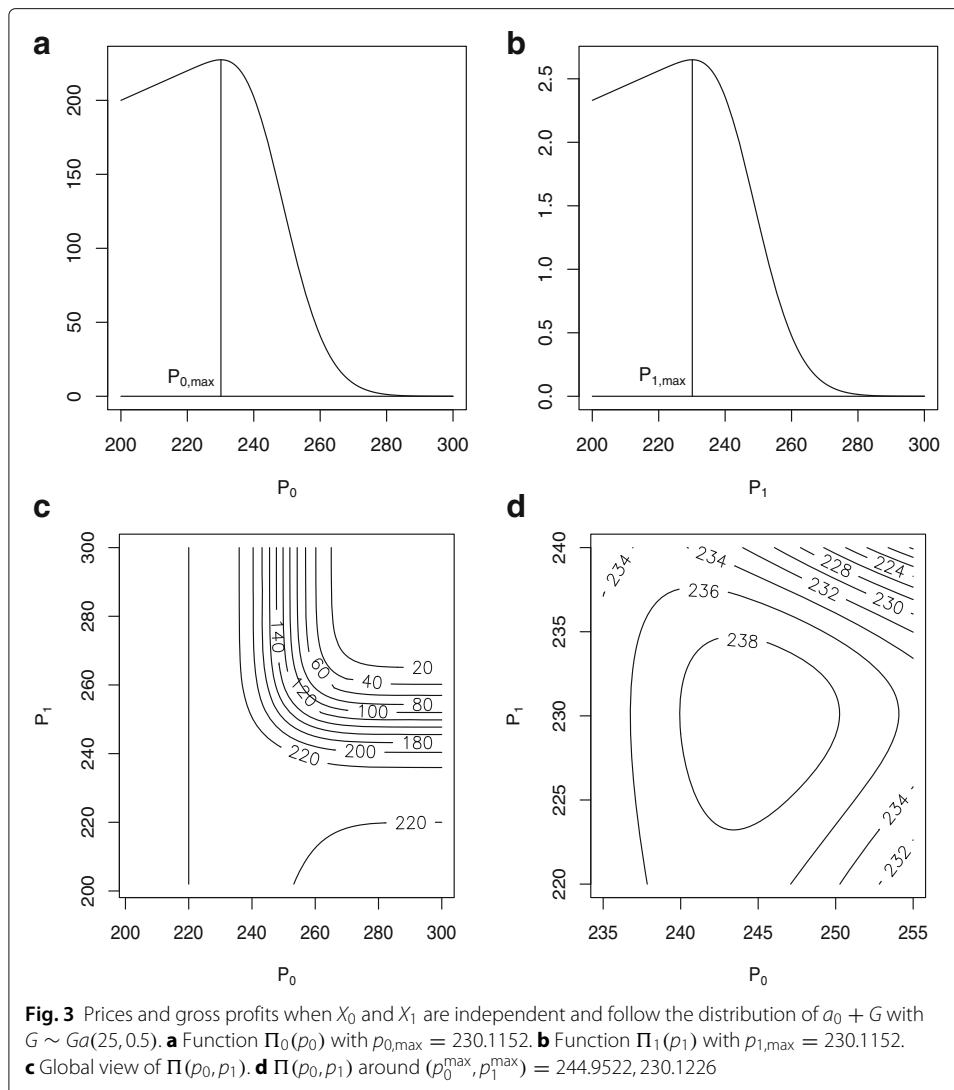 a
200
150
100
50
0
P0,max
200 220 240 260 280 300
P0
b
2.5
2.0
1.5
1.0
0.5
0.0
P1,max
200 220 240 260 280 300
P1
c
300
280
260
240
220
200
P1
140
120
60
20
40
80
100
180
200
220
220
200 220 240 260 280 300
P0
d
240
235
230
225
220
P1
234
234
228
224
232
230
236
238
234
232
235 240 245 250 255
P0
Fig. 3 Prices and gross profits when X0 and X1 are independent and follow the distribution of a0 + G with
G ∼ Ga(25, 0.5). a Function Π0(p0) with p0,max = 230.1152. b Function Π1(p1) with p1,max = 230.1152.
c Global view of Π(p0, p1). d Π(p0, p1) around (p0^max, p1^max) = 244.9522, 230.1226